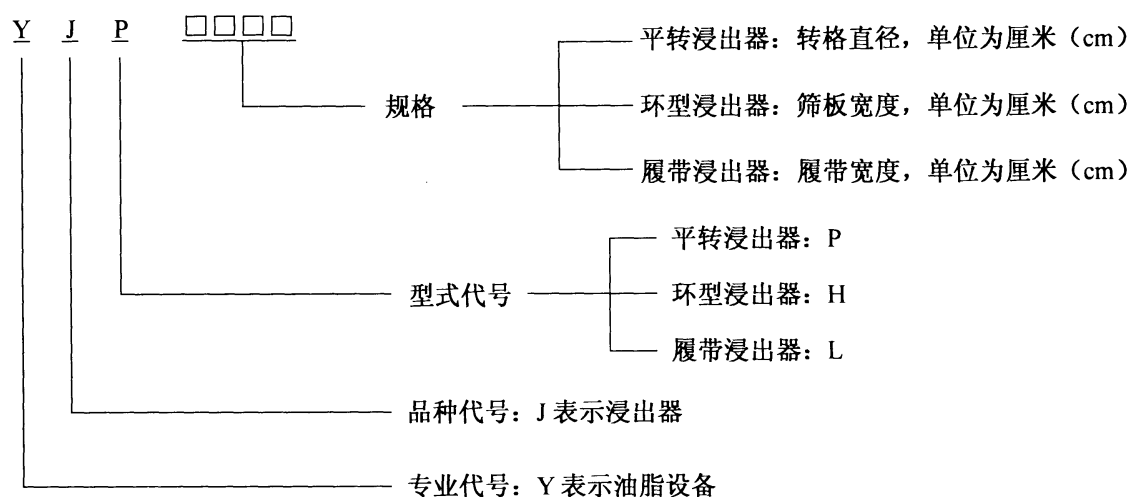 Y J P □□□□
平转浸出器：转格直径，单位为厘米（cm）
规格
环型浸出器：筛板宽度，单位为厘米（cm）
履带浸出器：履带宽度，单位为厘米（cm）
平转浸出器：P
型式代号
环型浸出器：H
履带浸出器：L
品种代号：J 表示浸出器
专业代号：Y 表示油脂设备